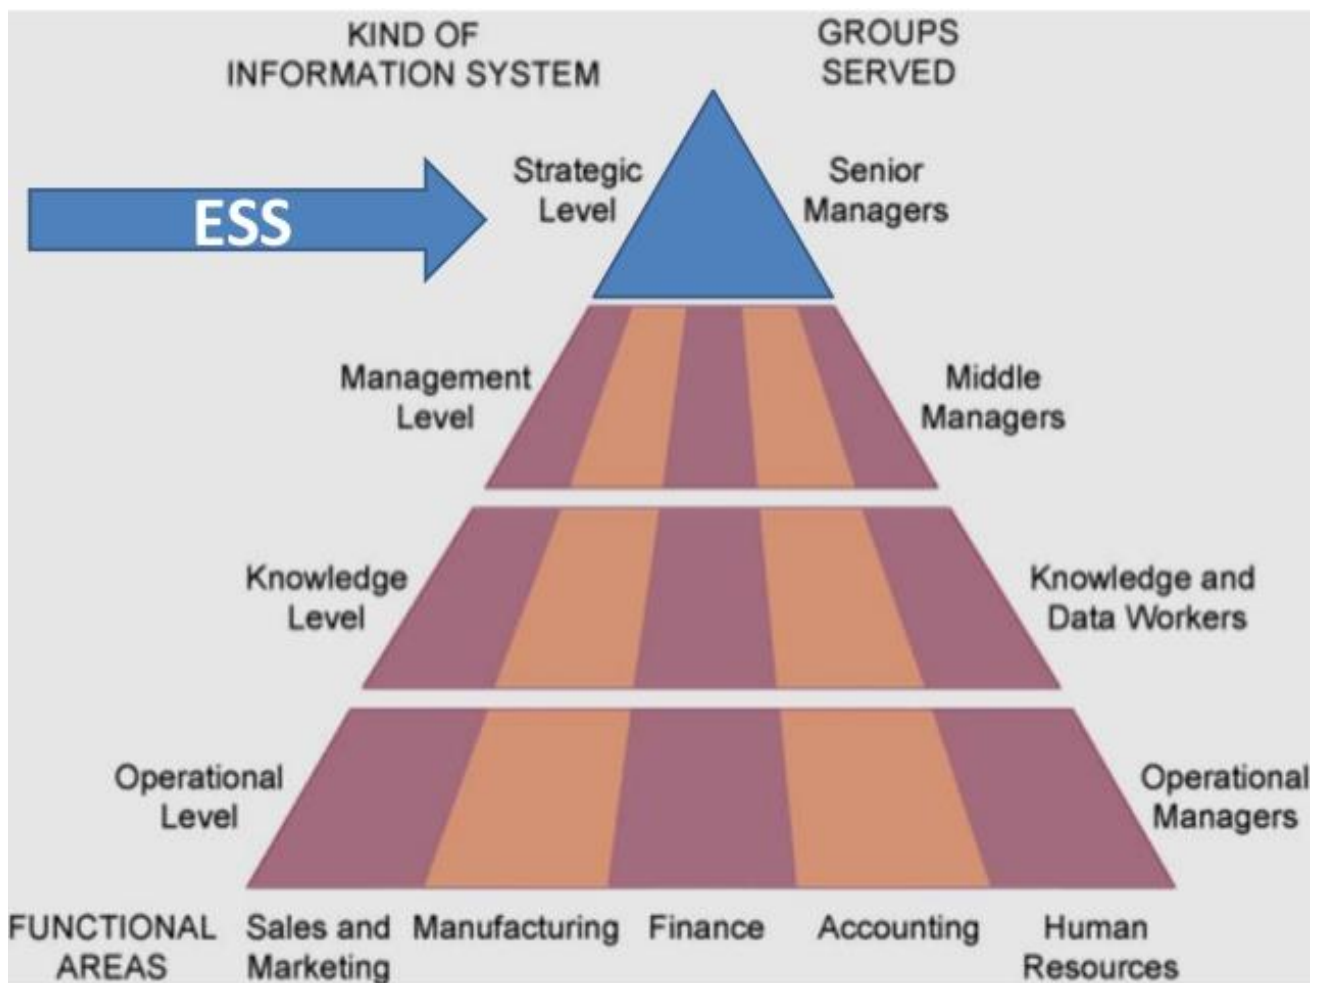 KIND OF
INFORMATION SYSTEM
GROUPS
SERVED
ESS
Strategic
Level
Senior
Managers
Management
Level
Middle
Managers
Knowledge
Level
Knowledge and
Data Workers
Operational
Level
Operational
Managers
FUNCTIONAL
AREAS
Sales and
Marketing
Manufacturing
Finance
Accounting
Human
Resources